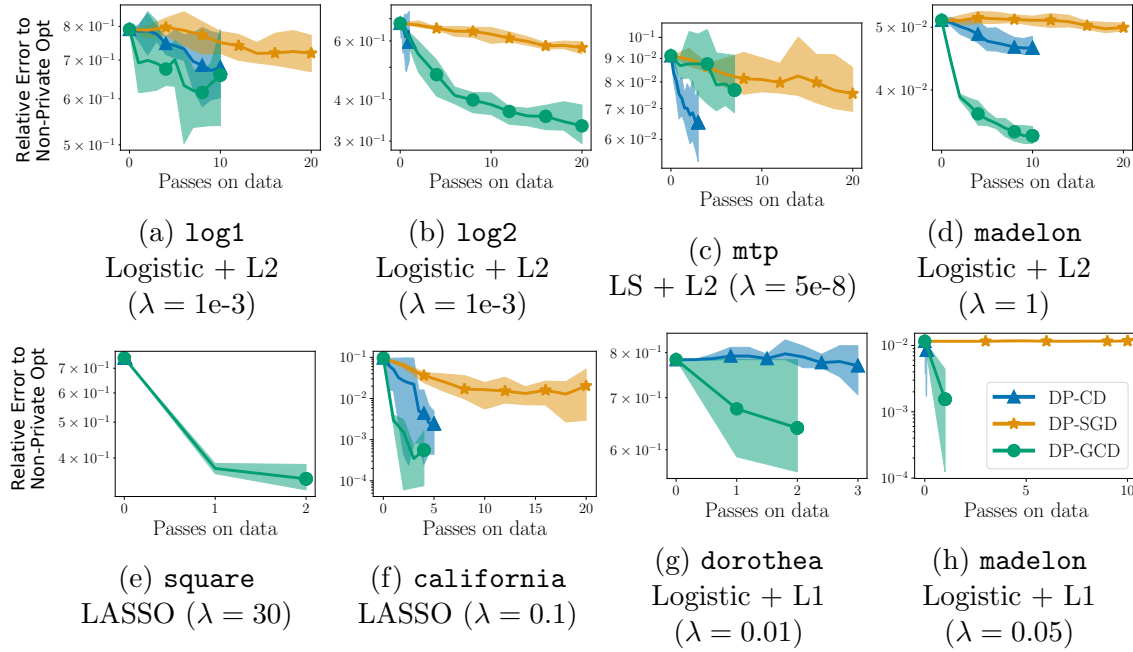 Relative Error to
Non-Private Opt
8 × 10⁻¹
7 × 10⁻¹
6 × 10⁻¹
5 × 10⁻¹
0 10 20
Passes on data
(a) log1
Logistic + L2
(λ = 1e-3)
6 × 10⁻¹
4 × 10⁻¹
3 × 10⁻¹
0 10 20
Passes on data
(b) log2
Logistic + L2
(λ = 1e-3)
10⁻¹
9 × 10⁻²
8 × 10⁻²
7 × 10⁻²
6 × 10⁻²
0 10 20
Passes on data
(c) mtp
LS + L2 (λ = 5e-8)
5 × 10⁻²
4 × 10⁻²
0 10 20
Passes on data
(d) madelon
Logistic + L2
(λ = 1)
Relative Error to
Non-Private Opt
7 × 10⁻¹
6 × 10⁻¹
5 × 10⁻¹
4 × 10⁻¹
0 1 2
Passes on data
(e) square
LASSO (λ = 30)
10⁻¹
10⁻²
10⁻³
10⁻⁴
0 5 10 15 20
Passes on data
(f) california
LASSO (λ = 0.1)
8 × 10⁻¹
7 × 10⁻¹
6 × 10⁻¹
0 1 2 3
Passes on data
(g) dorothea
Logistic + L1
(λ = 0.01)
10⁻²
10⁻³
10⁻⁴
DP-CD
DP-SGD
DP-GCD
0 5 10
Passes on data
(h) madelon
Logistic + L1
(λ = 0.05)